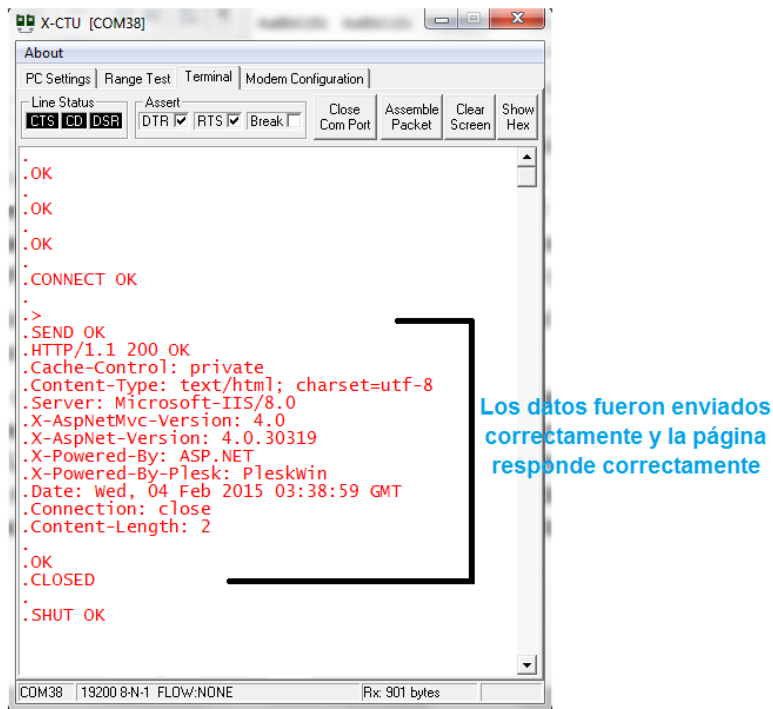 X-CTU [COM38]
About
PC Settings Range Test Terminal Modem Configuration
Line Status
CTS CD DSR
Assert
DTR RTS Break
Close Com Port
Assemble Packet
Clear Screen
Show Hex
.
.OK
.
.OK
.
.OK
.
.CONNECT OK
.
.>
.SEND OK
.HTTP/1.1 200 OK
.Cache-Control: private
.Content-Type: text/html; charset=utf-8
.Server: Microsoft-IIS/8.0
.X-AspNetMvc-Version: 4.0
.X-AspNet-Version: 4.0.30319
.X-Powered-By: ASP.NET
.X-Powered-By-Plesk: PleskWin
.Date: Wed, 04 Feb 2015 03:38:59 GMT
.Connection: close
.Content-Length: 2
.
.OK
.CLOSED
.
.SHUT OK
Los datos fueron enviados
correctamente y la página
responde correctamente
COM38 19200 8-N-1 FLOW:NONE Rx: 901 bytes